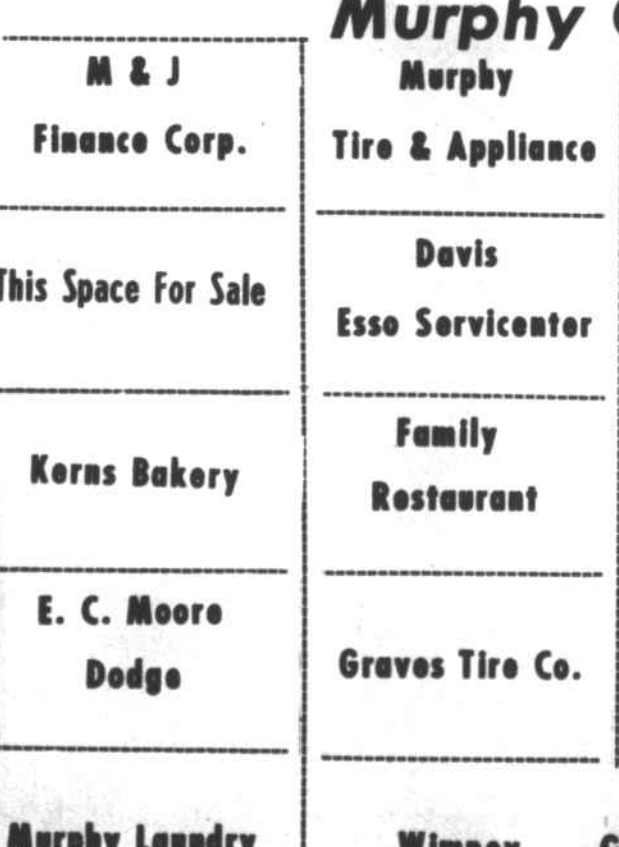 Murphy
M & J
Finance Corp.
This Space For Sale
Kerns Bakery
E. C. Moore
Dodge
Murphy Laundry
Murphy
Tire & Appliance
Davis
Esso Servicenter
Family
Restaurant
Graves Tire Co.